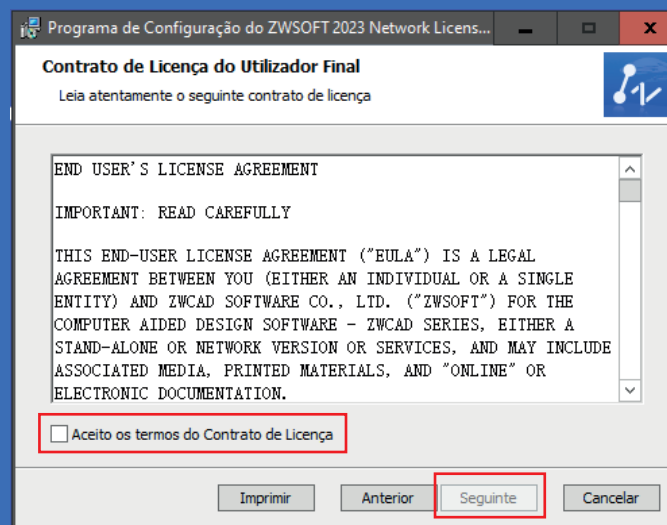 Programa de Configuração do ZWSOFT 2023 Network Licens...
Contrato de Licença do Utilizador Final
Leia atentamente o seguinte contrato de licença
END USER'S LICENSE AGREEMENT
IMPORTANT: READ CAREFULLY
THIS END-USER LICENSE AGREEMENT ("EULA") IS A LEGAL
AGREEMENT BETWEEN YOU (EITHER AN INDIVIDUAL OR A SINGLE
ENTITY) AND ZWCAD SOFTWARE CO., LTD. ("ZWSOFT") FOR THE
COMPUTER AIDED DESIGN SOFTWARE - ZWCAD SERIES, EITHER A
STAND-ALONE OR NETWORK VERSION OR SERVICES, AND MAY INCLUDE
ASSOCIATED MEDIA, PRINTED MATERIALS, AND "ONLINE" OR
ELECTRONIC DOCUMENTATION.
Aceito os termos do Contrato de Licença
Imprimir Anterior Seguinte Cancelar